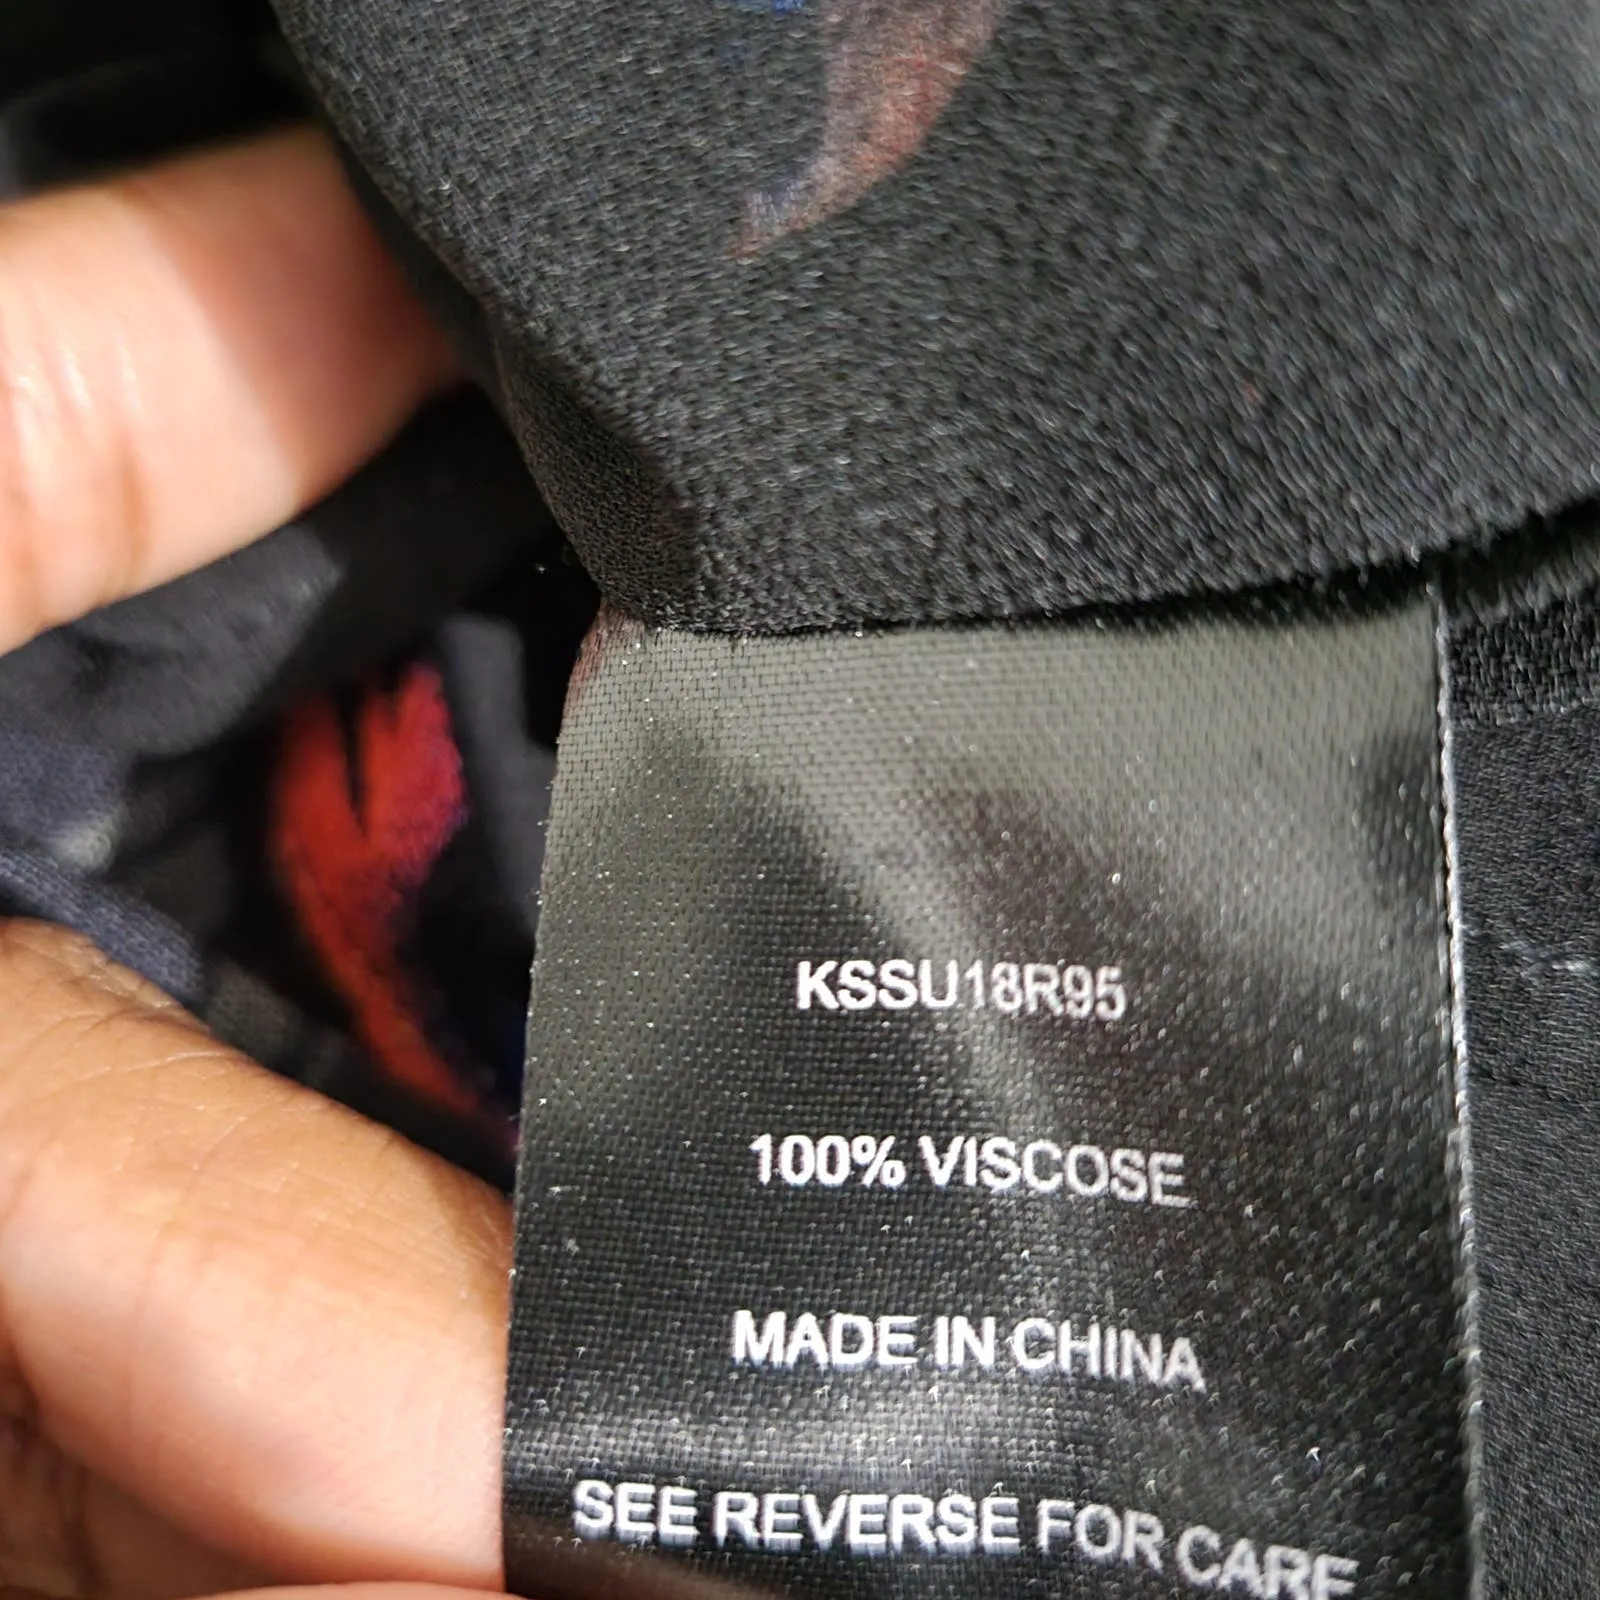 KSSU18R95
100% VISCOSE
MADE IN CHINA
SEE REVERSE FOR CARE